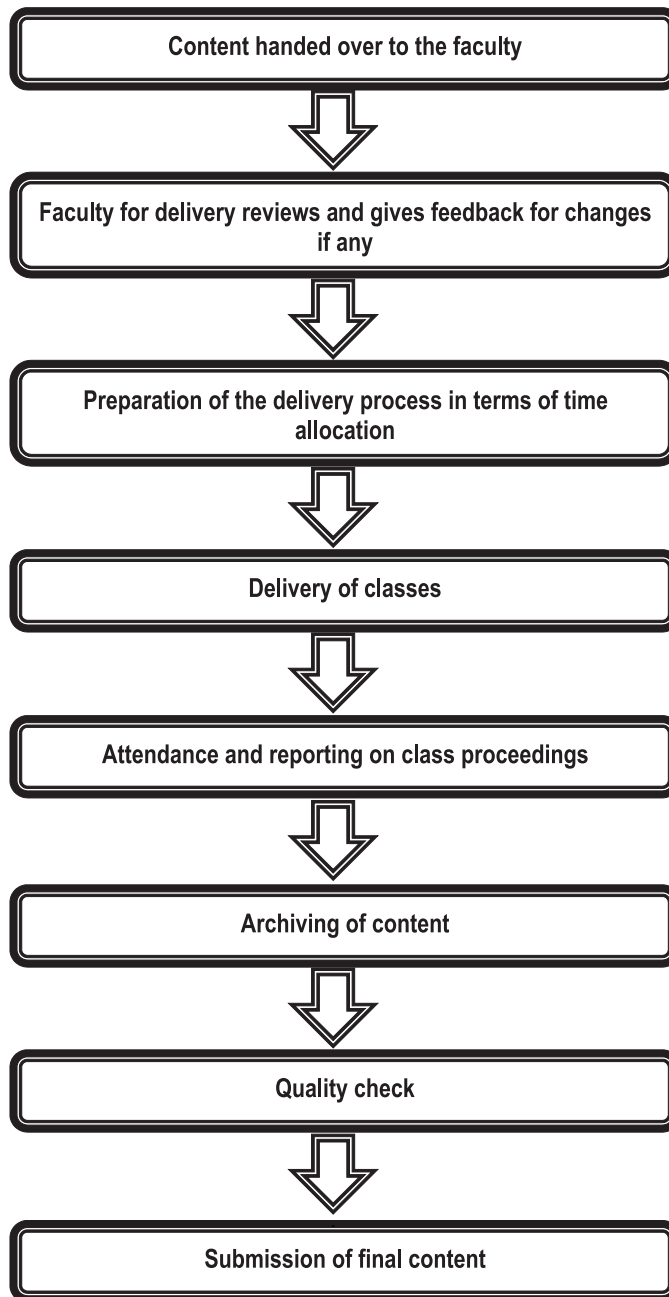 Content handed over to the faculty
Faculty for delivery reviews and gives feedback for changes
if any
Preparation of the delivery process in terms of time
allocation
Delivery of classes
Attendance and reporting on class proceedings
Archiving of content
Quality check
Submission of final content